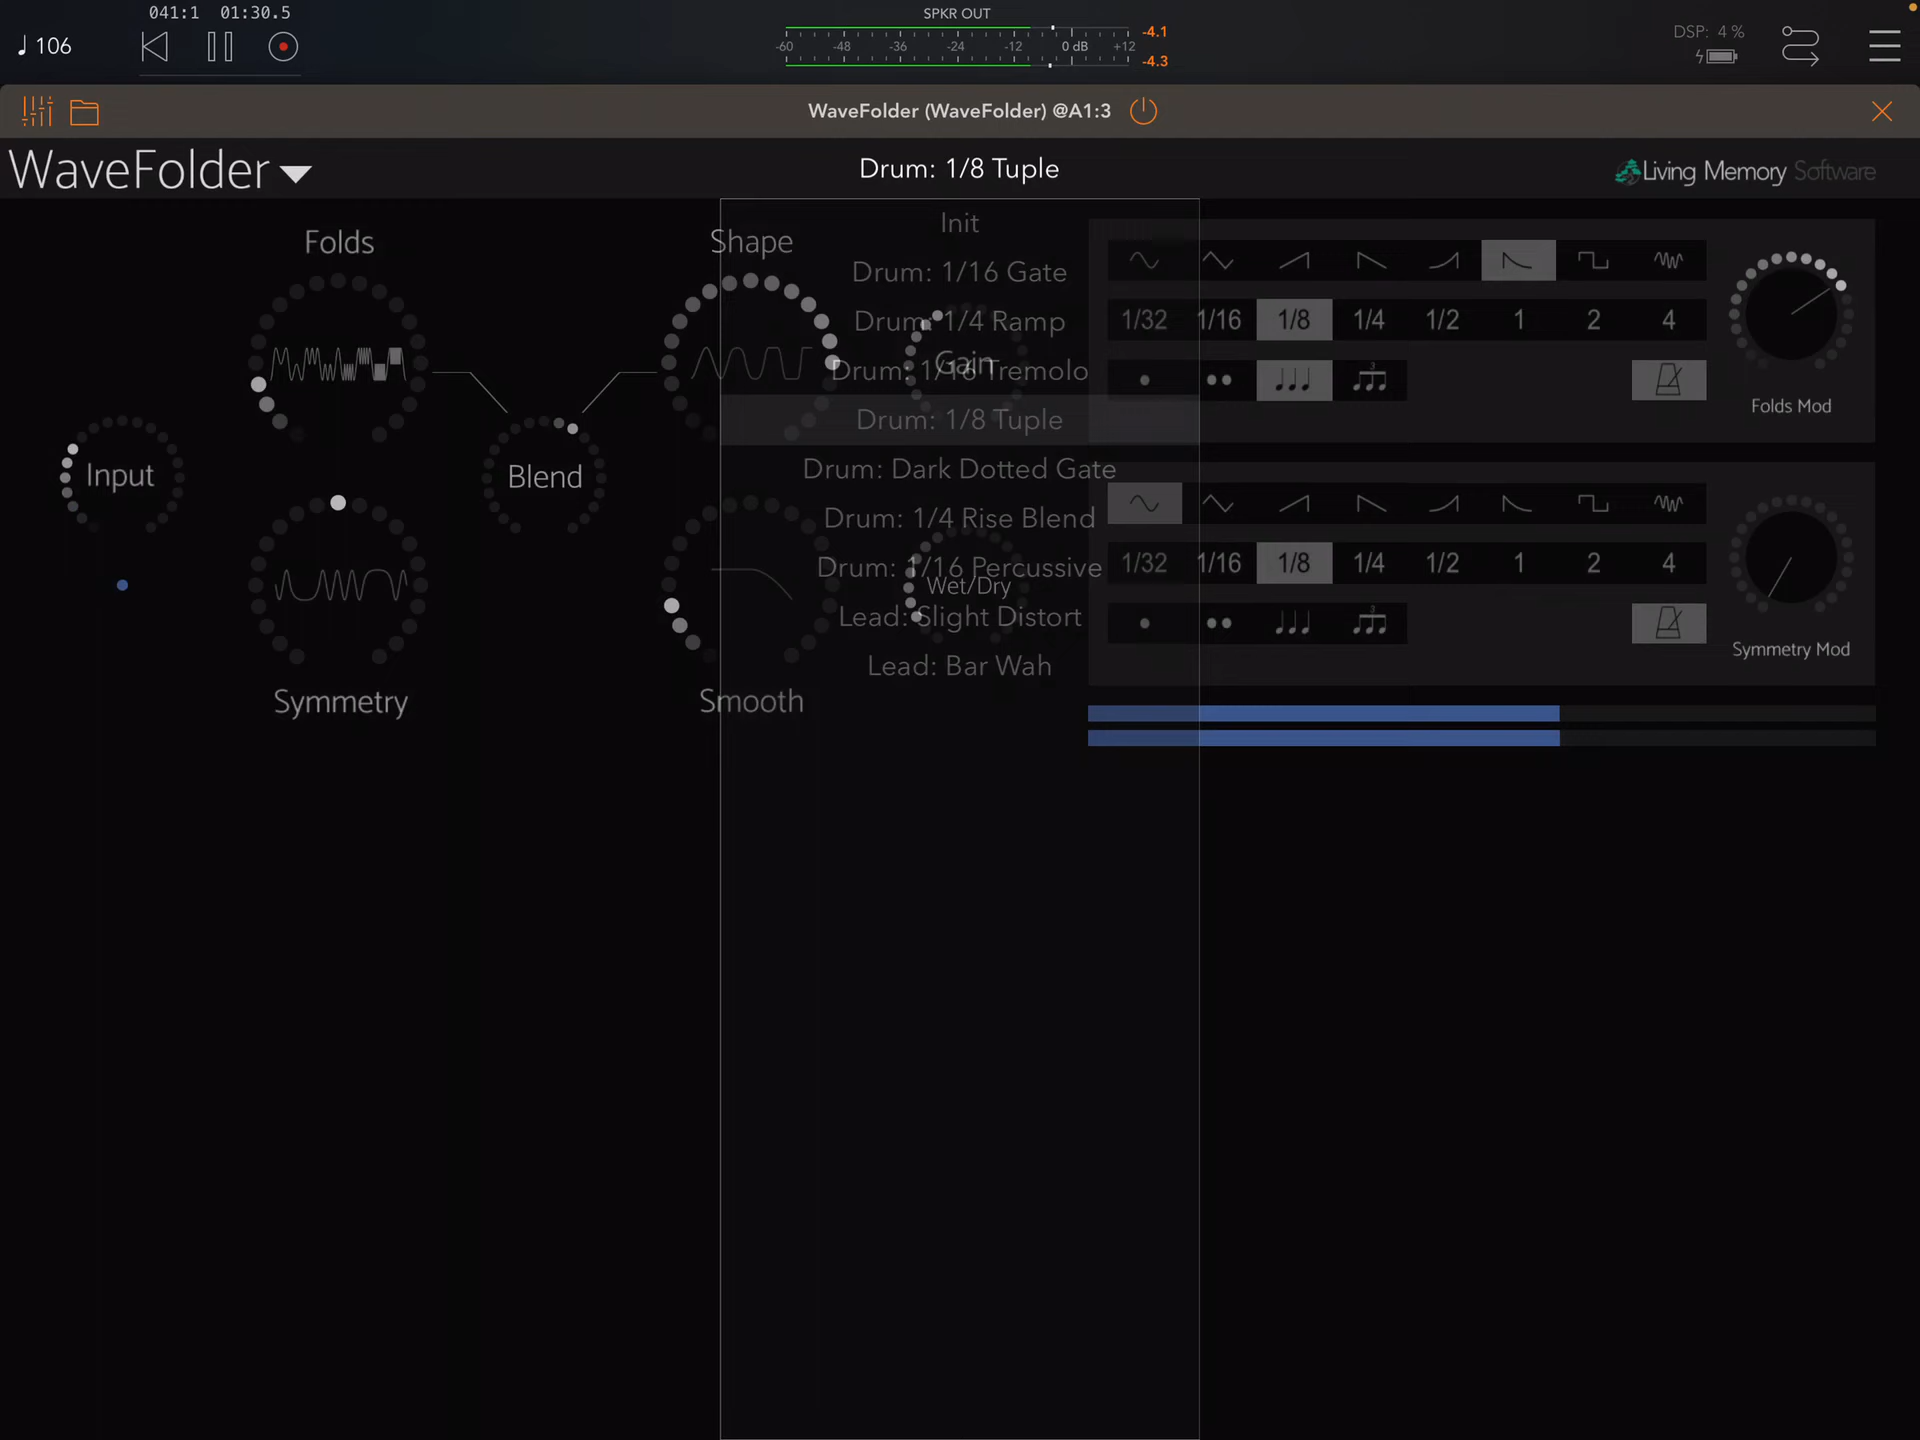 041:1 01:30.5
106
SPKR OUT
-60 -48 -36 -24 -12 0 dB +12
-4.1
-4.3
DSP: 4 %
WaveFolder (WaveFolder) @A1:3
WaveFolder
Drum: 1/8 Tuple
Living Memory Software
Folds
Shape
Init
Drum: 1/16 Gate
Drum: 1/4 Ramp
Drum: 1/16 Tremolo
Drum: 1/8 Tuple
Drum: Dark Dotted Gate
Drum: 1/4 Rise Blend
Drum: 1/16 Percussive
Lead: Slight Distort
Lead: Bar Wah
Gain
Input
Blend
Wet/Dry
Symmetry
Smooth
1/32 1/16 1/8 1/4 1/2 1 2 4
3
Folds Mod
1/32 1/16 1/8 1/4 1/2 1 2 4
3
Symmetry Mod